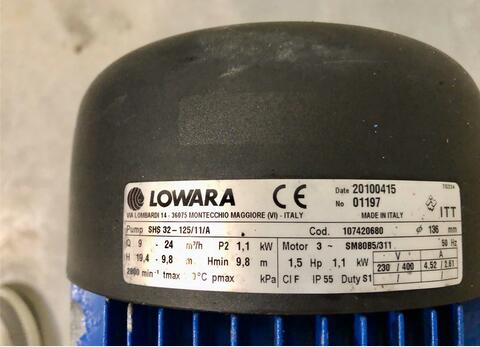 LOWARA CE Date 20100415
No 01197
VIA LOMBARDI 14 - 36075 MONTECCHIO MAGGIORE (VI) - ITALY MADE IN ITALY ITT
Pump SHS 32-125/11/A Cod. 107420680 ø 136 mm
Q 9 - 24 m³/h P2 1,1 kW Motor 3 ~ SM80B5/311 50 Hz
H 19,4 - 9,8 m Hmin 9,8 m 1,5 Hp 1,1 kW V A
230 / 400 4.52 / 2.61
min⁻¹ tmax °C pmax kPa Cl F IP 55 Duty S1 / /